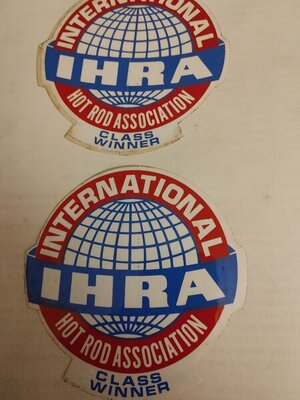 INTERNATIONAL
IHRA
HOT ROD ASSOCIATION
CLASS
WINNER
INTERNATIONAL
IHRA
HOT ROD ASSOCIATION
CLASS
WINNER